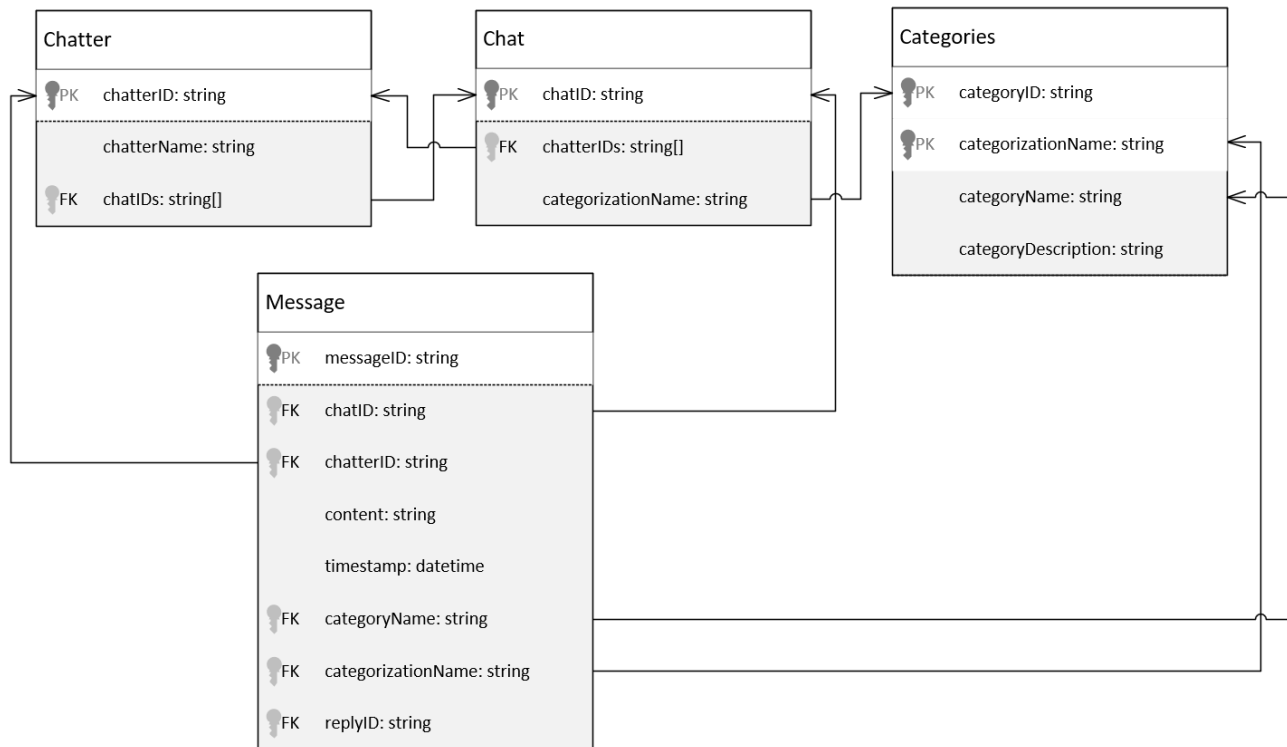 Chatter
PK chatterID: string
chatterName: string
FK chatIDs: string[]
Chat
PK chatID: string
FK chatterIDs: string[]
categorizationName: string
Categories
PK categoryID: string
PK categorizationName: string
categoryName: string
categoryDescription: string
Message
PK messageID: string
FK chatID: string
FK chatterID: string
content: string
timestamp: datetime
FK categoryName: string
FK categorizationName: string
FK replyID: string